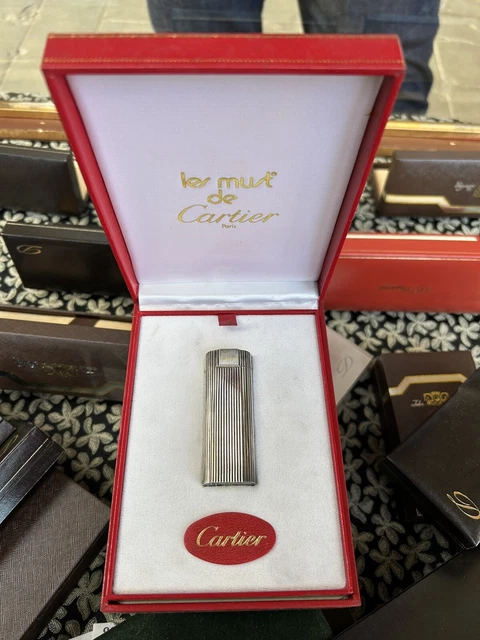 les must
de
Cartier
Paris
Cartier